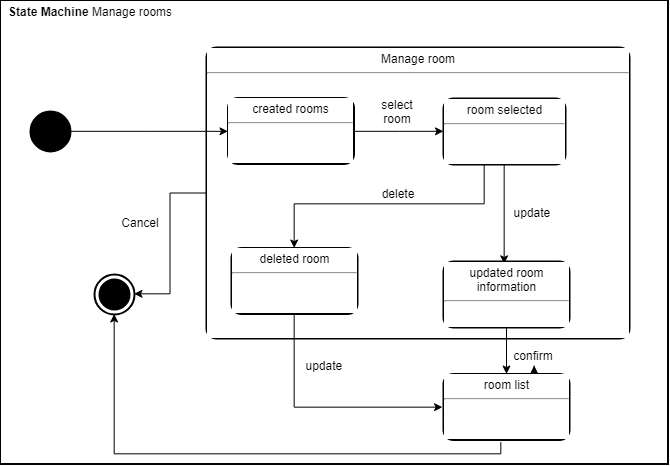 State Machine Manage rooms
Manage room
created rooms
select
room
room selected
delete
update
Cancel
deleted room
updated room
information
update
confirm
room list